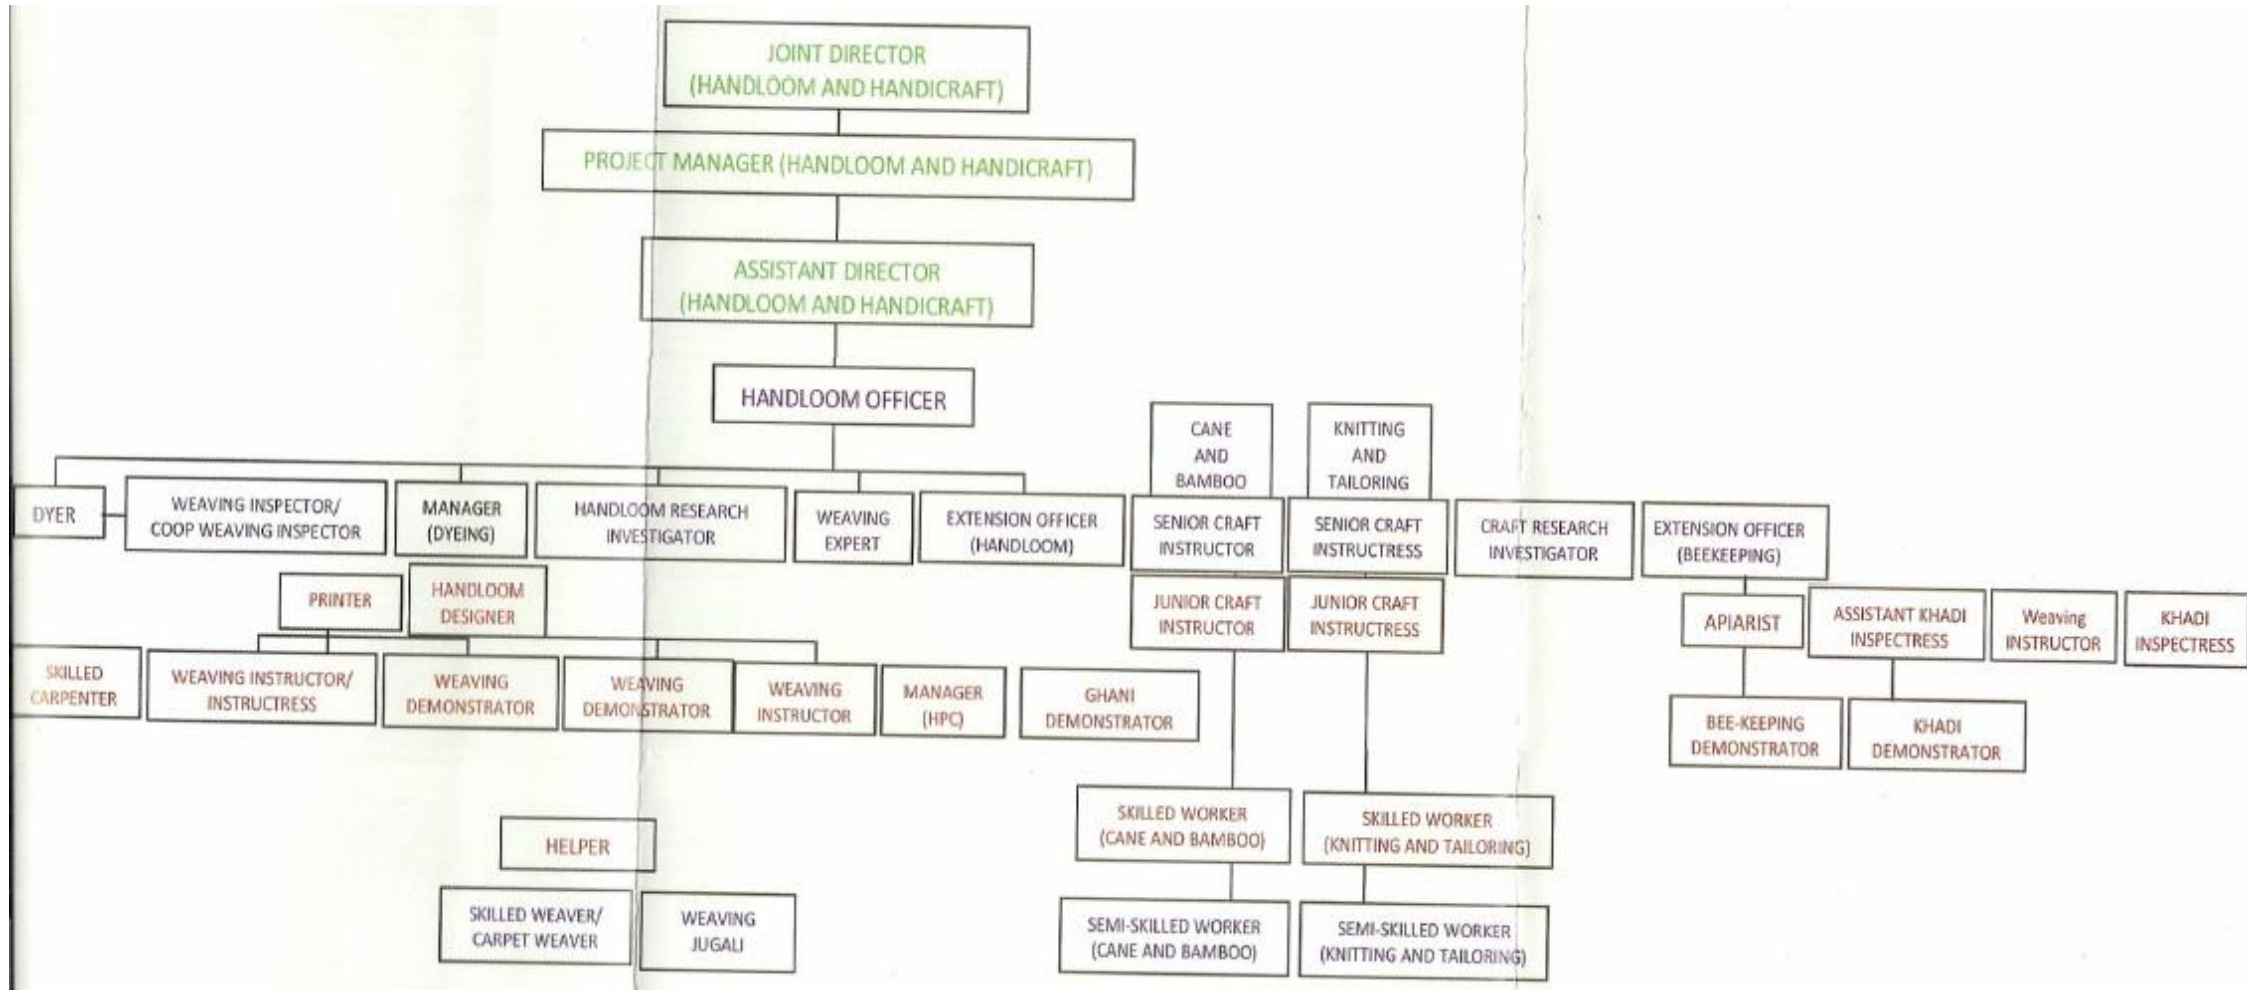 JOINT DIRECTOR
(HANDLOOM AND HANDICRAFT)
PROJECT MANAGER (HANDLOOM AND HANDICRAFT)
ASSISTANT DIRECTOR
(HANDLOOM AND HANDICRAFT)
HANDLOOM OFFICER
CANE
AND
BAMBOO
KNITTING
AND
TAILORING
DYER
WEAVING INSPECTOR/
COOP WEAVING INSPECTOR
MANAGER
(DYEING)
HANDLOOM RESEARCH
INVESTIGATOR
WEAVING
EXPERT
EXTENSION OFFICER
(HANDLOOM)
SENIOR CRAFT
INSTRUCTOR
SENIOR CRAFT
INSTRUCTRESS
CRAFT RESEARCH
INVESTIGATOR
EXTENSION OFFICER
(BEEKEEPING)
PRINTER
HANDLOOM
DESIGNER
JUNIOR CRAFT
INSTRUCTOR
JUNIOR CRAFT
INSTRUCTRESS
APIARIST
ASSISTANT KHADI
INSPECTRESS
Weaving
INSTRUCTOR
KHADI
INSPECTRESS
SKILLED
CARPENTER
WEAVING INSTRUCTOR/
INSTRUCTRESS
WEAVING
DEMONSTRATOR
WEAVING
DEMONSTRATOR
WEAVING
INSTRUCTOR
MANAGER
(HPC)
GHANI
DEMONSTRATOR
BEE-KEEPING
DEMONSTRATOR
KHADI
DEMONSTRATOR
HELPER
SKILLED WORKER
(CANE AND BAMBOO)
SKILLED WORKER
(KNITTING AND TAILORING)
SKILLED WEAVER/
CARPET WEAVER
WEAVING
JUGALI
SEMI-SKILLED WORKER
(CANE AND BAMBOO)
SEMI-SKILLED WORKER
(KNITTING AND TAILORING)